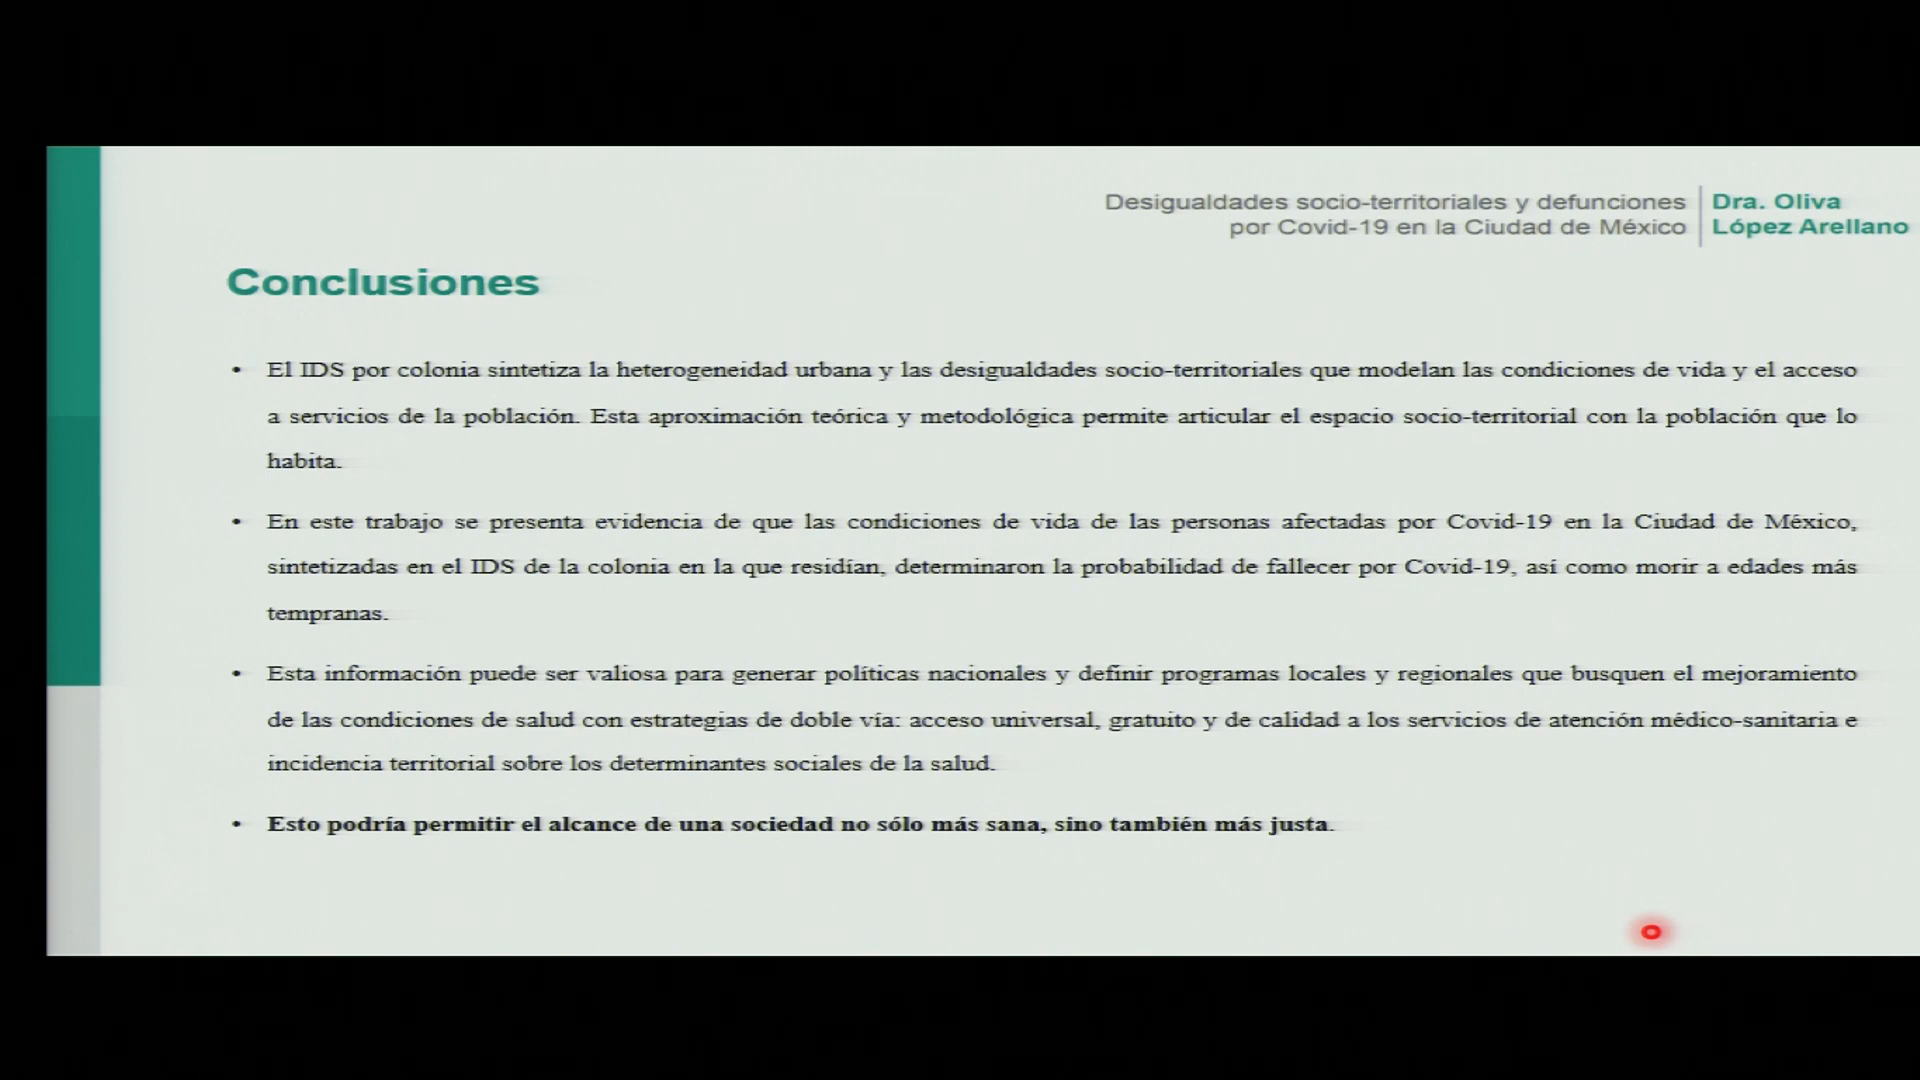 Desigualdades socio-territoriales y defunciones
por Covid-19 en la Ciudad de México
Dra. Oliva
López Arellano
Conclusiones
• El IDS por colonia sintetiza la heterogeneidad urbana y las desigualdades socio-territoriales que modelan las condiciones de vida y el acceso
a servicios de la población. Esta aproximación teórica y metodológica permite articular el espacio socio-territorial con la población que lo
habita.
• En este trabajo se presenta evidencia de que las condiciones de vida de las personas afectadas por Covid-19 en la Ciudad de México,
sintetizadas en el IDS de la colonia en la que residían, determinaron la probabilidad de fallecer por Covid-19, así como morir a edades más
tempranas.
• Esta información puede ser valiosa para generar políticas nacionales y definir programas locales y regionales que busquen el mejoramiento
de las condiciones de salud con estrategias de doble vía: acceso universal, gratuito y de calidad a los servicios de atención médico-sanitaria e
incidencia territorial sobre los determinantes sociales de la salud.
• Esto podría permitir el alcance de una sociedad no sólo más sana, sino también más justa.